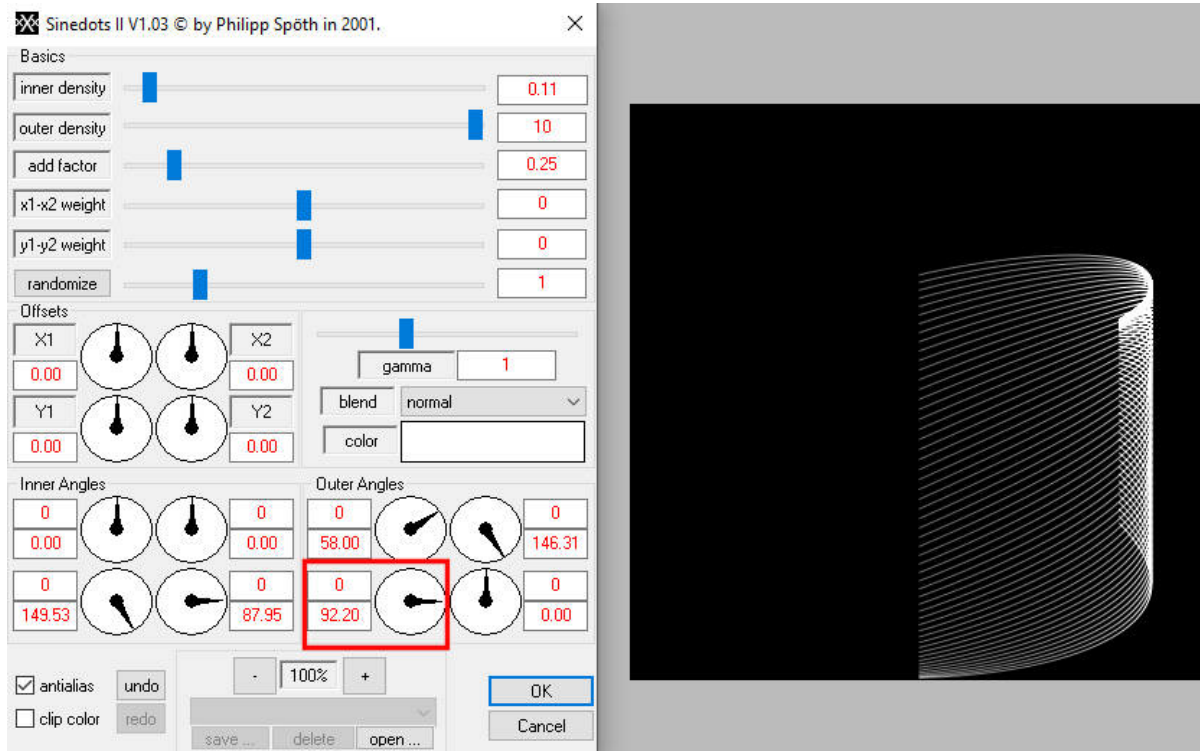 Sinedots II V1.03 © by Philipp Spöth in 2001.
Basics
inner density 0.11
outer density 10
add factor 0.25
x1-x2 weight 0
y1-y2 weight 0
randomize 1
Offsets
X1 X2
0.00 0.00
Y1 Y2
0.00 0.00
gamma 1
blend normal
color
Inner Angles
0 0
0.00 0.00
0 0
149.53 87.95
Outer Angles
0 0
58.00 146.31
0 0
92.20 0.00
antialias undo
clip color redo
- 100% +
save ... delete open ...
OK
Cancel